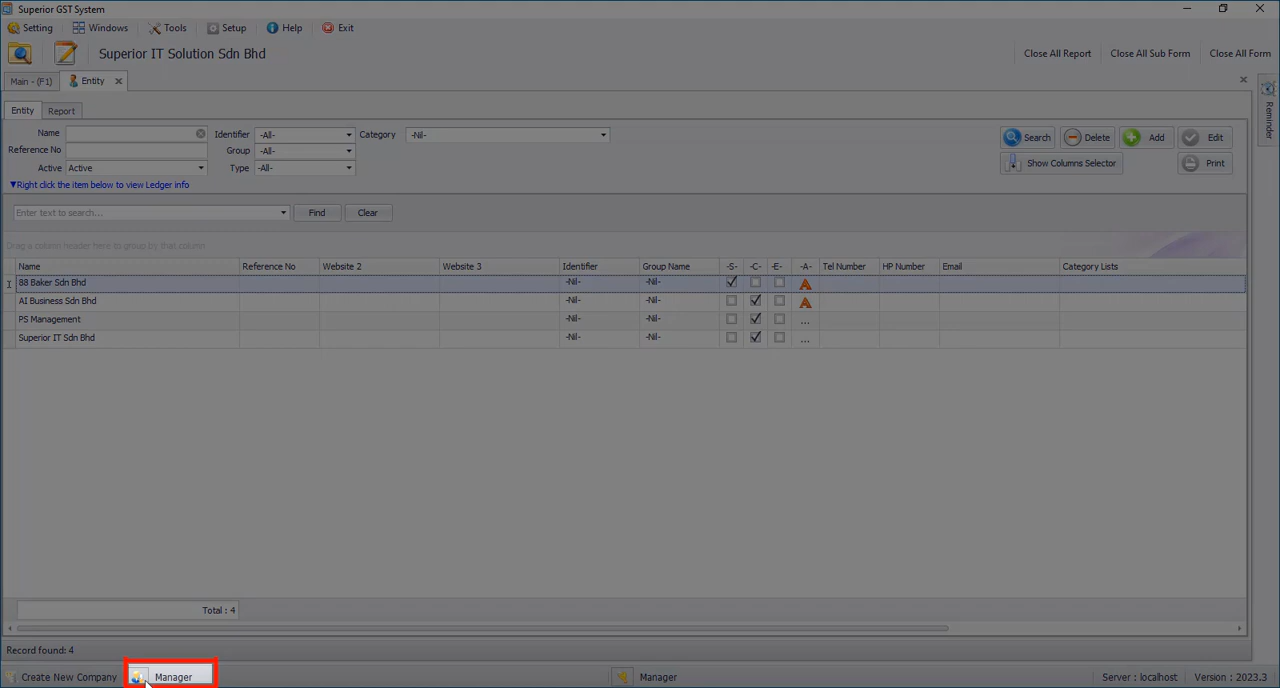 Superior GST System
Setting Windows Tools Setup Help Exit
Superior IT Solution Sdn Bhd Close All Report Close All Sub Form Close All Form
Main - (F1) Entity
Reminder
Entity Report
Name Identifier -All- Category -Nil- Search Delete Add Edit
Reference No Group -All-
Active Active Type -All- Show Columns Selector Print
▼Right click the item below to view Ledger info
Enter text to search... Find Clear
Drag a column header here to group by that column
Name Reference No Website 2 Website 3 Identifier Group Name -S- -C- -E- -A- Tel Number HP Number Email Category Lists
88 Baker Sdn Bhd -Nil- -Nil-
AI Business Sdn Bhd -Nil- -Nil-
PS Management -Nil- -Nil- ...
Superior IT Sdn Bhd -Nil- -Nil- ...
Total : 4
Record found: 4
Create New Company Manager Manager Server : localhost Version : 2023.3